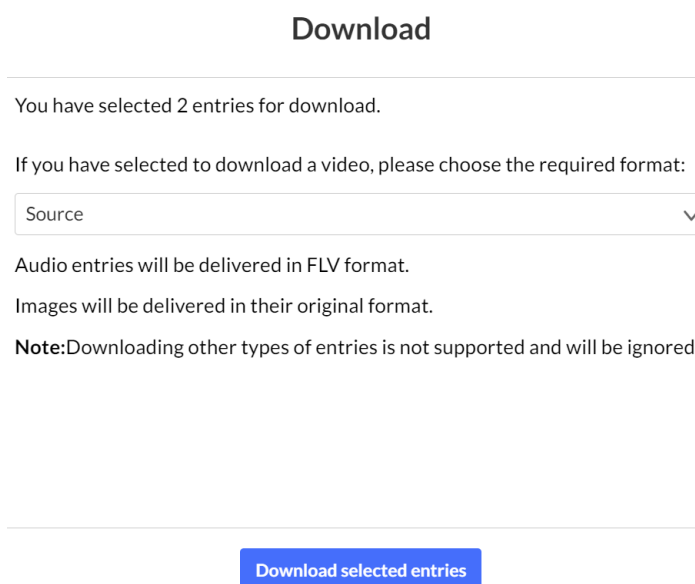 Download
You have selected 2 entries for download.
If you have selected to download a video, please choose the required format:
Source
Audio entries will be delivered in FLV format.
Images will be delivered in their original format.
Note:Downloading other types of entries is not supported and will be ignored
Download selected entries